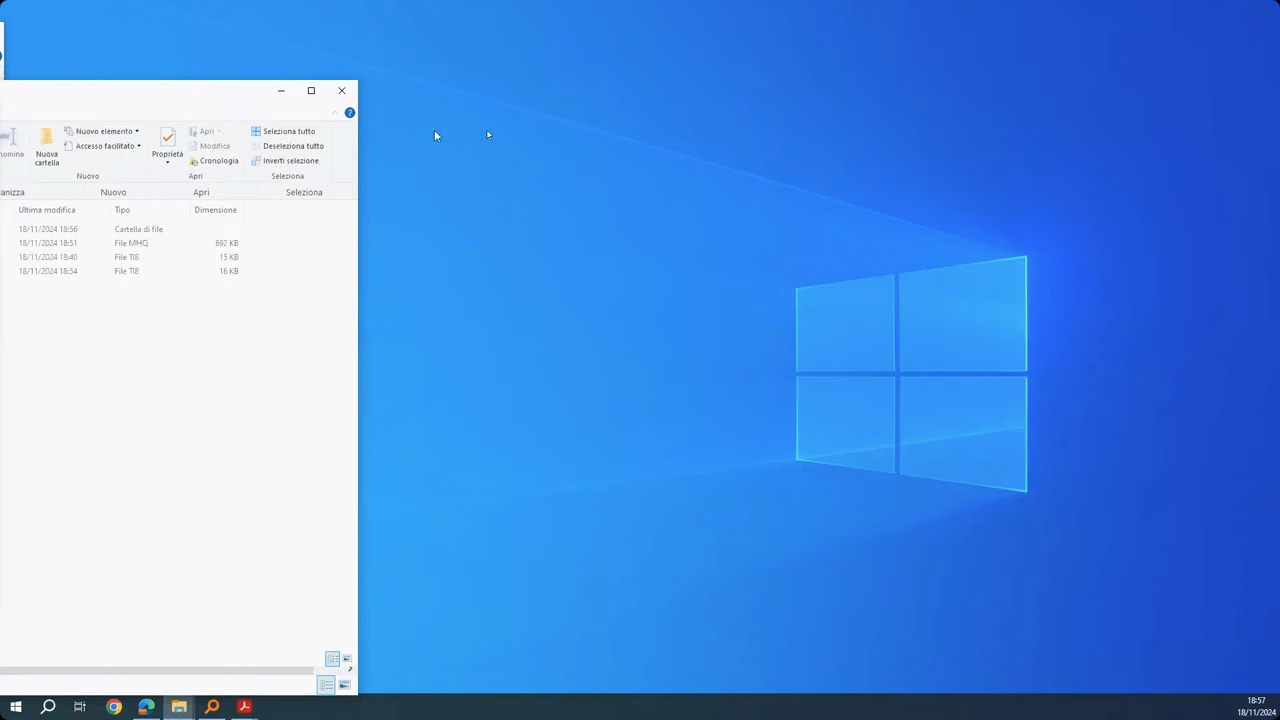 Nuovo elemento
Apri
Seleziona tutto
Accesso facilitato
Modifica
Deseleziona tutto
nomina
Nuova
cartella
Proprietà
Cronologia
Inverti selezione
Nuovo
Apri
Seleziona
anizza
Nuovo
Apri
Seleziona
Ultima modifica
Tipo
Dimensione
18/11/2024 18:56
Cartella di file
18/11/2024 18:51
File MHQ
692 KB
18/11/2024 18:40
File TI8
15 KB
18/11/2024 18:54
File TI8
16 KB
18:57
18/11/2024